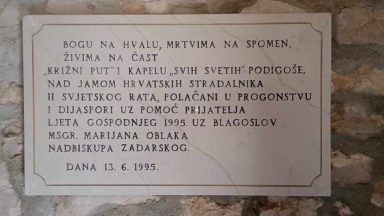 BOGU NA HVALU, MRTVIMA NA SPOMEN,
ŽIVIMA NA ČAST
„KRIŽNI PUT" I KAPELU „SVIH SVETIH" PODIGOŠE,
NAD JAMOM HRVATSKIH STRADALNIKA
II SVJETSKOG RATA, POLAČANI U PROGONSTVU
I DIJASPORI UZ POMOĆ PRIJATELJA
LJETA GOSPODNJEG 1995. UZ BLAGOSLOV
MS.GR. MARIJANA OBLAKA
NADBISKUPA ZADARSKOG.
DANA 13. 6. 1995.